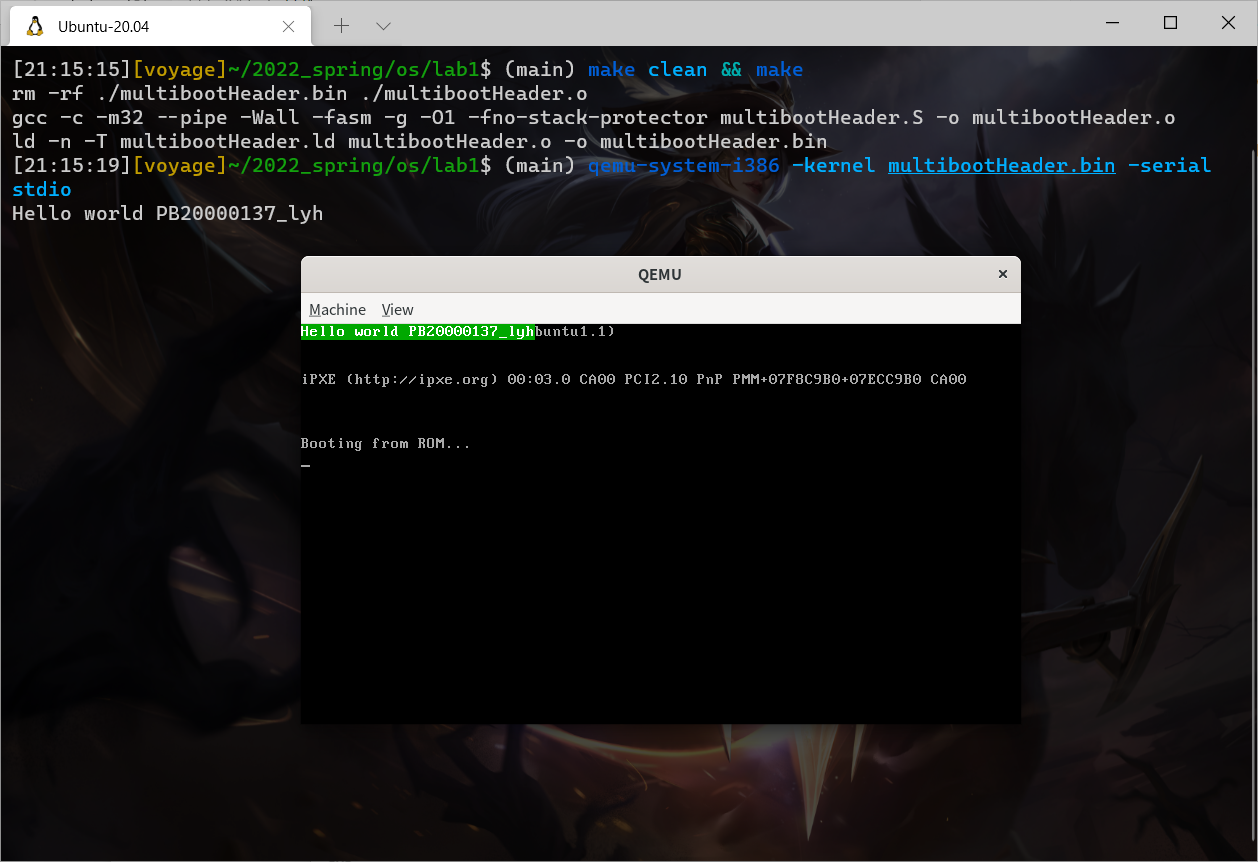 Ubuntu-20.04
[21:15:15][voyage]~/2022_spring/os/lab1$ (main) make clean && make
rm -rf ./multibootHeader.bin ./multibootHeader.o
gcc -c -m32 --pipe -Wall -fasm -g -O1 -fno-stack-protector multibootHeader.S -o multibootHeader.o
ld -n -T multibootHeader.ld multibootHeader.o -o multibootHeader.bin
[21:15:19][voyage]~/2022_spring/os/lab1$ (main) qemu-system-i386 -kernel multibootHeader.bin -serial
stdio
Hello world PB20000137_lyh
QEMU
Machine View
Hello world PB20000137_lyhbuntu1.1)
iPXE (http://ipxe.org) 00:03.0 CA00 PCI2.10 PnP PMM+07F8C9B0+07ECC9B0 CA00
Booting from ROM...